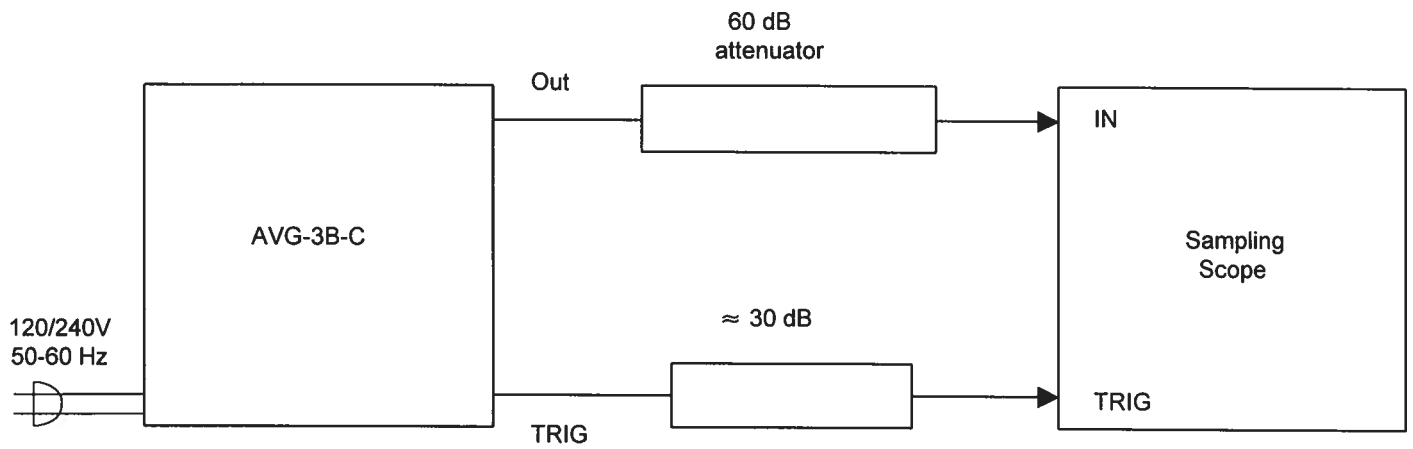 60 dB
attenuator
Out
IN
AVG-3B-C
Sampling
Scope
120/240V
50-60 Hz
≈ 30 dB
TRIG
TRIG